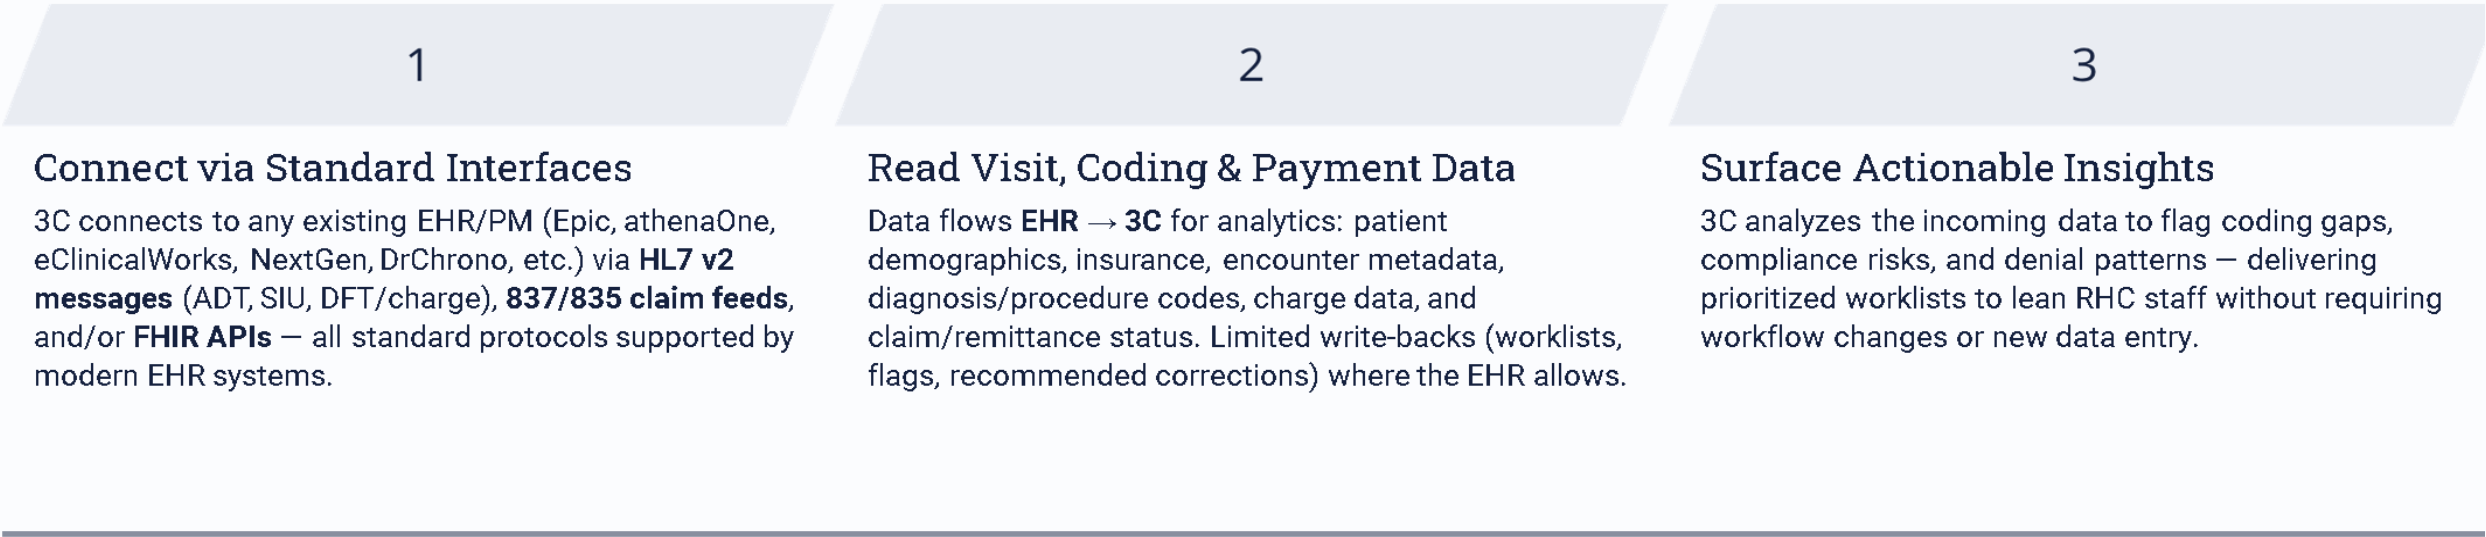 1
2
3
Connect via Standard Interfaces
3C connects to any existing EHR/PM (Epic, athenaOne,
eClinicalWorks, NextGen, DrChrono, etc.) via HL7 v2
messages (ADT, SIU, DFT/charge), 837/835 claim feeds,
and/or FHIR APIs — all standard protocols supported by
modern EHR systems.
Read Visit, Coding & Payment Data
Data flows EHR → 3C for analytics: patient
demographics, insurance, encounter metadata,
diagnosis/procedure codes, charge data, and
claim/remittance status. Limited write-backs (worklists,
flags, recommended corrections) where the EHR allows.
Surface Actionable Insights
3C analyzes the incoming data to flag coding gaps,
compliance risks, and denial patterns — delivering
prioritized worklists to lean RHC staff without requiring
workflow changes or new data entry.